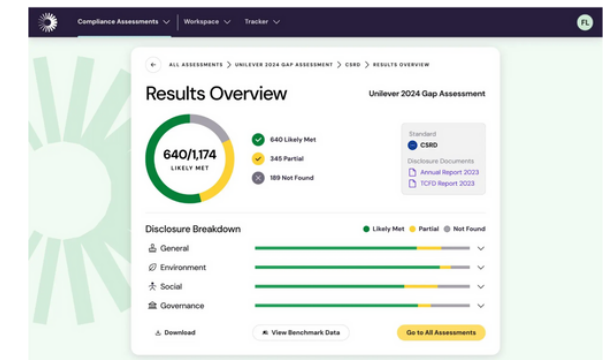 Compliance Assessments Workspace Tracker FL
ALL ASSESSMENTS > UNILEVER 2024 GAP ASSESSMENT > CSRD > RESULTS OVERVIEW
Results Overview
Unilever 2024 Gap Assessment
640/1,174
LIKELY MET
640 Likely Met
345 Partial
189 Not Found
Standard
CSRD
Disclosure Documents
Annual Report 2023
TCFD Report 2023
Disclosure Breakdown
Likely Met Partial Not Found
General
Environment
Social
Governance
Download
View Benchmark Data
Go to All Assessments